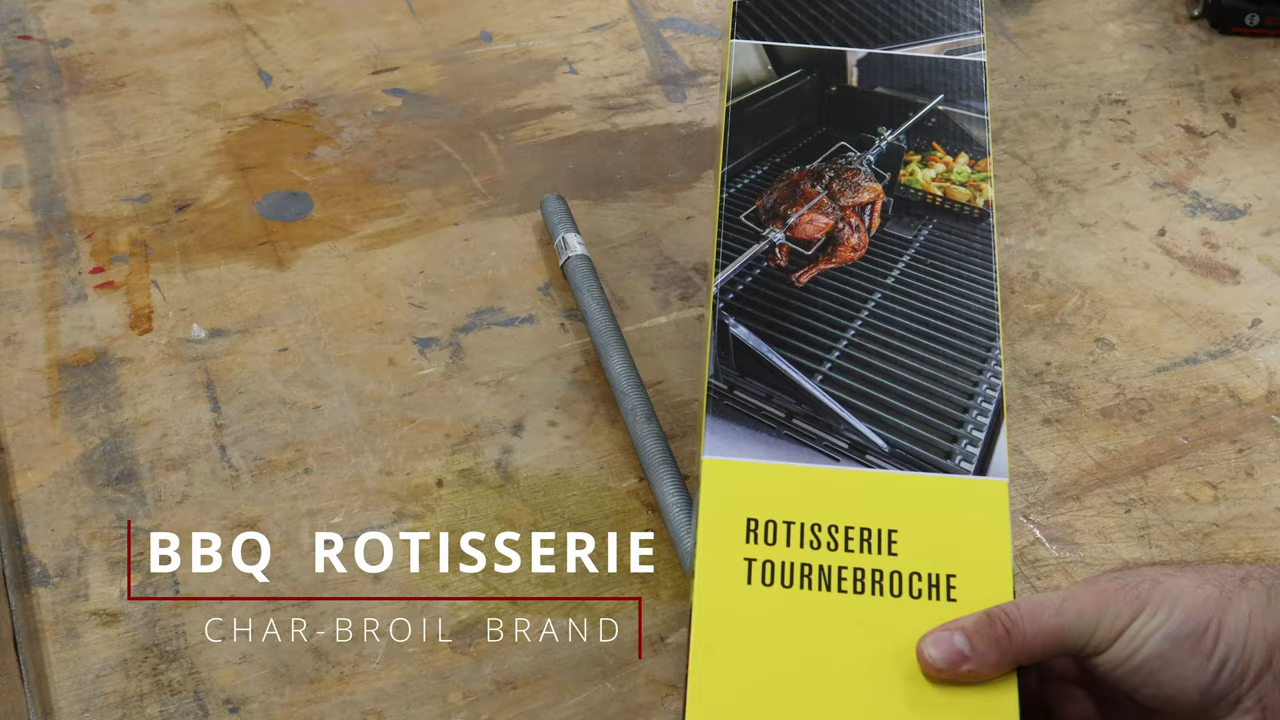 ROTISSERIE
TOURNEBROCHE
BBQ ROTISSERIE
CHAR-BROIL BRAND